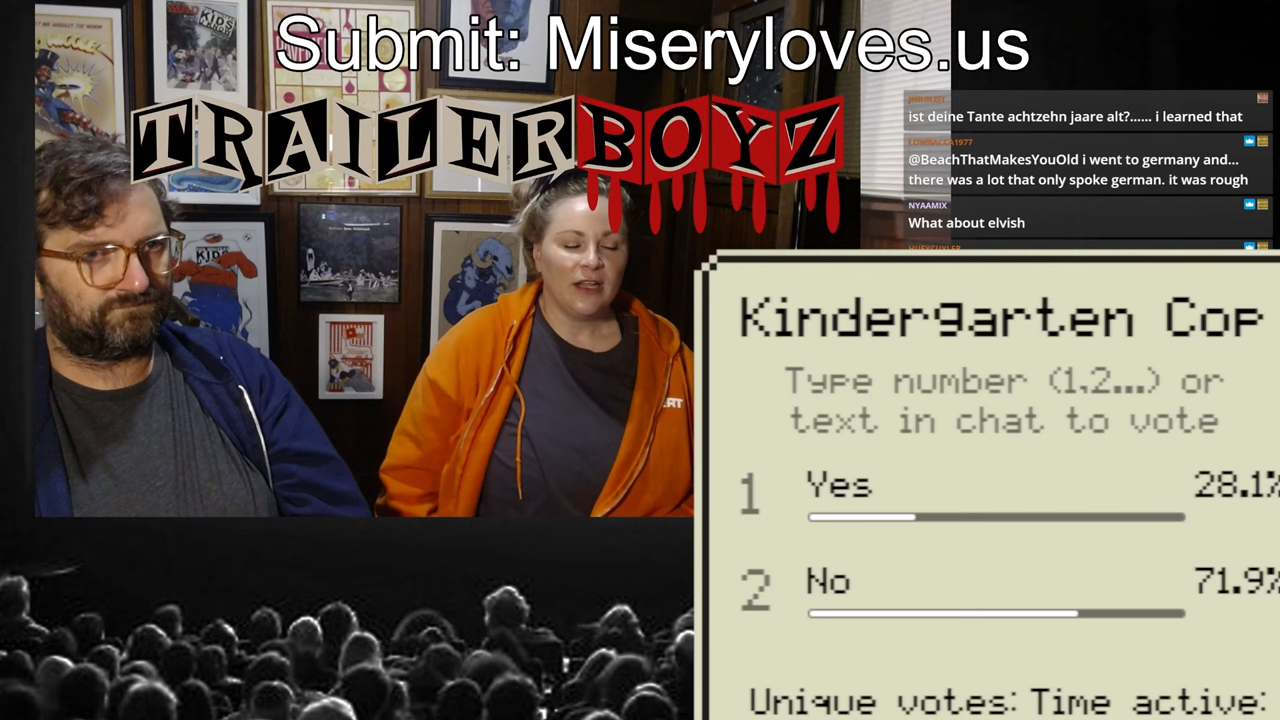 Submit: Miseryloves.us
TRAILERBOYZ
ist deine Tante achtzehn jaare alt?...... i learned that
LOWBACCA1977
@BeachThatMakesYouOld i went to germany and...
there was a lot that only spoke german. it was rough
NYAAMIX
What about elvish
Kindergarten Cop
Type number (1,2...) or
text in chat to vote
1 Yes 28.1%
2 No 71.9%
Unique votes: Time active: